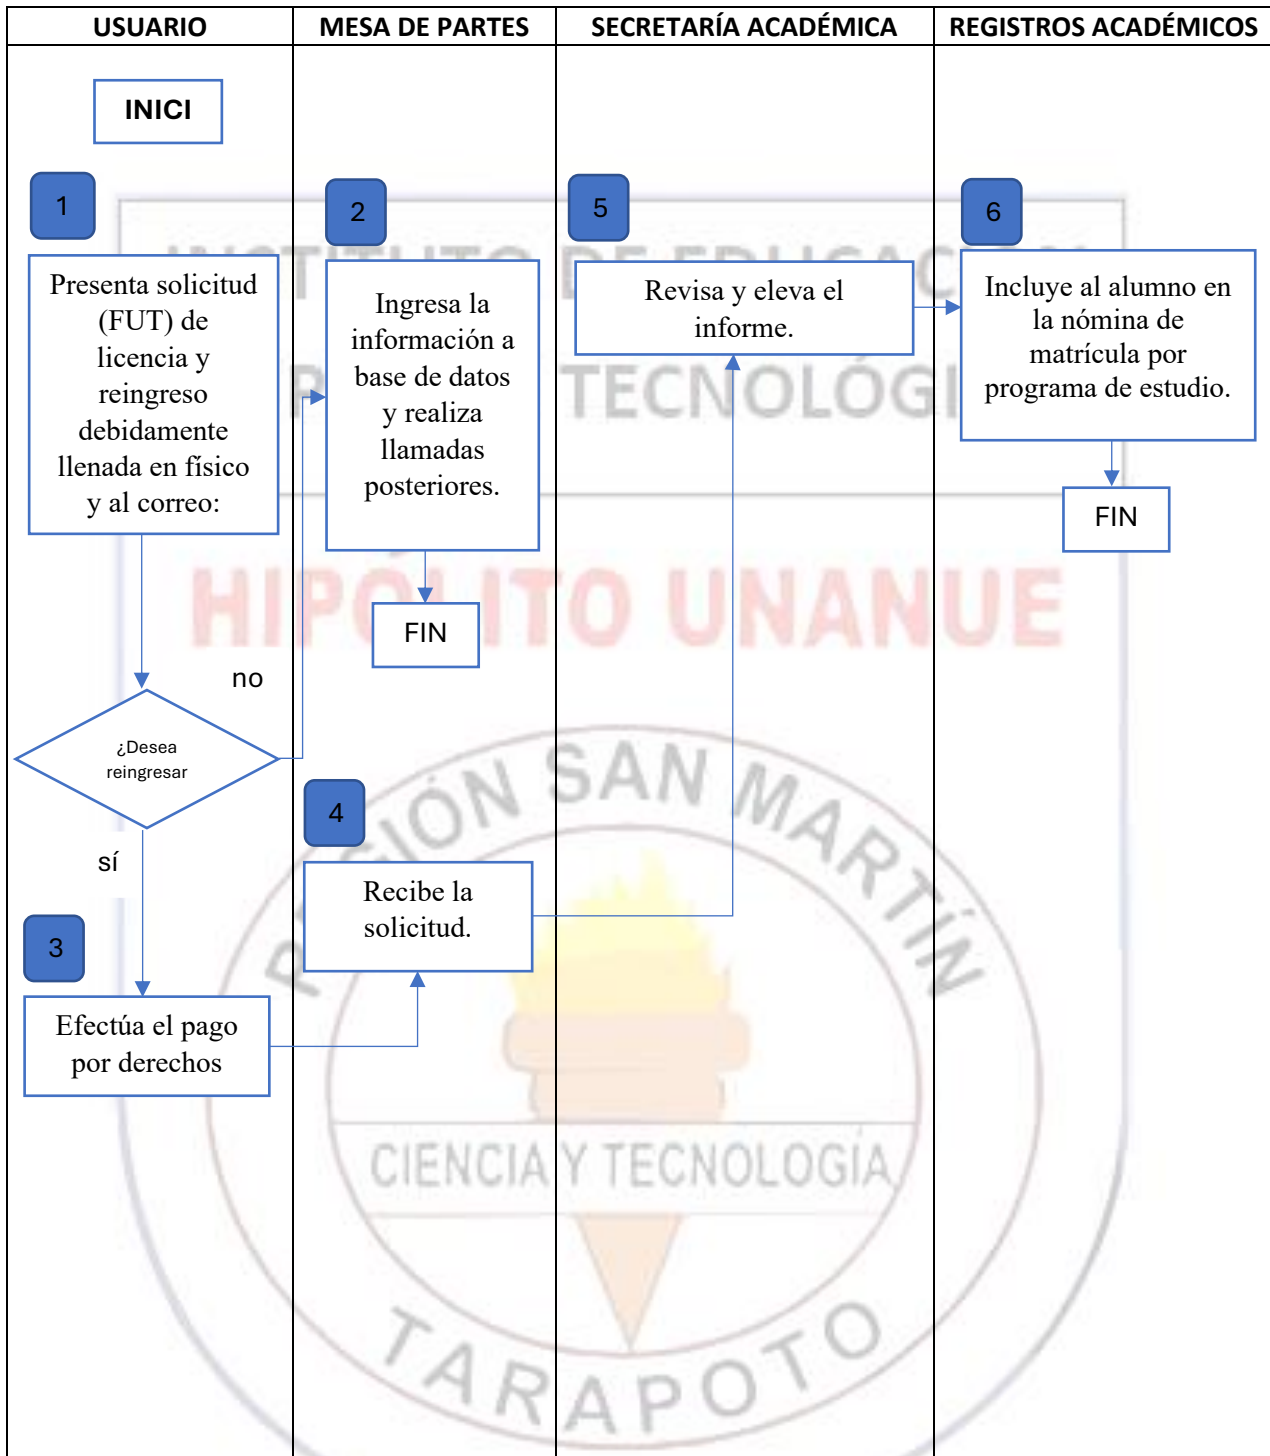 USUARIO
MESA DE PARTES
SECRETARÍA ACADÉMICA
REGISTROS ACADÉMICOS
INICI
1
Presenta solicitud
(FUT) de
licencia y
reingreso
debidamente
llenada en físico
y al correo:
no
¿Desea
reingresar
sí
3
Efectúa el pago
por derechos
2
Ingresa la
información a
base de datos
y realiza
llamadas
posteriores.
FIN
4
Recibe la
solicitud.
5
Revisa y eleva el
informe.
6
Incluye al alumno en
la nómina de
matrícula por
programa de estudio.
FIN
HIPÓLITO UNANUE
REGIÓN SAN MARTÍN
CIENCIA Y TECNOLOGÍA
TARAPOTO